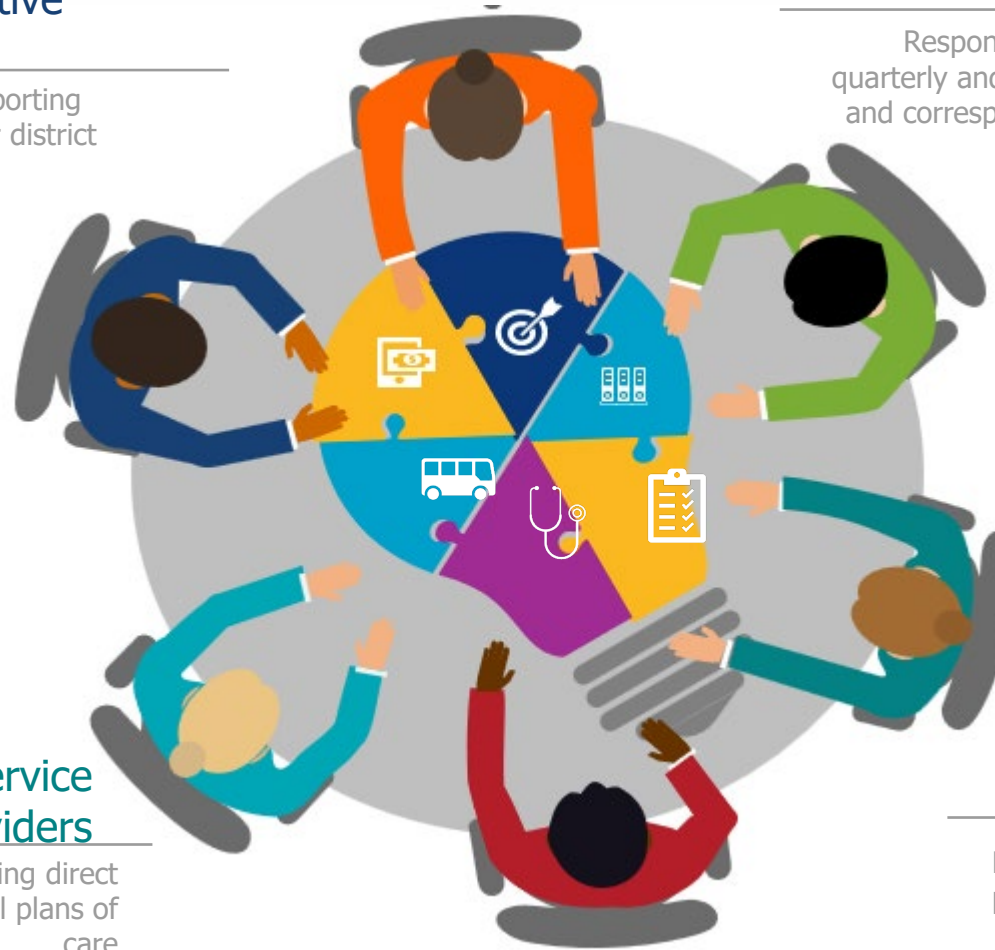 tive
porting
district
Respon
quarterly and
and corresp
ervice
viders
ing direct
l plans of
care